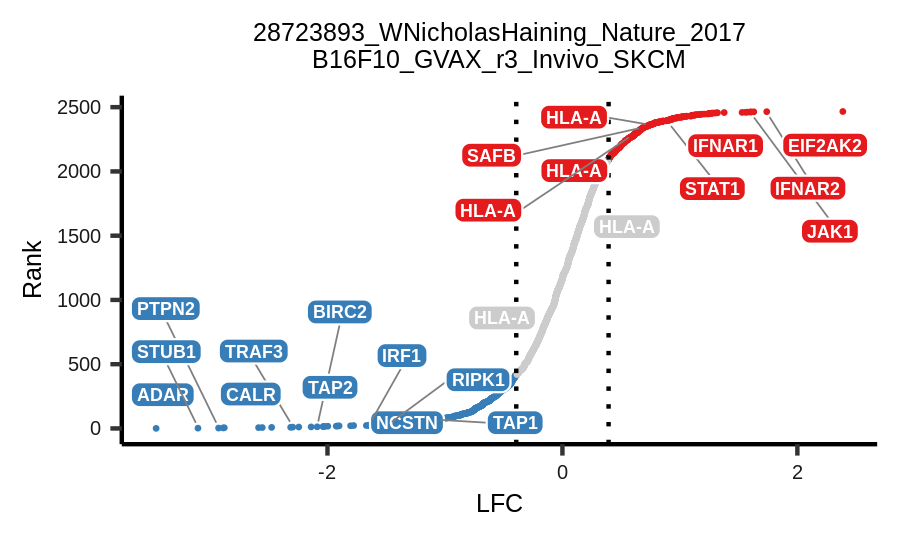 28723893_WNicholasHaining_Nature_2017
B16F10_GVAX_r3_Invivo_SKCM
Rank
2500
2000
1500
1000
500
0
HLA-A
SAFB
HLA-A
HLA-A
IFNAR1
EIF2AK2
STAT1
IFNAR2
JAK1
HLA-A
HLA-A
PTPN2
BIRC2
STUB1
TRAF3
IRF1
ADAR
CALR
TAP2
RIPK1
NCSTN
TAP1
-2
0
2
LFC